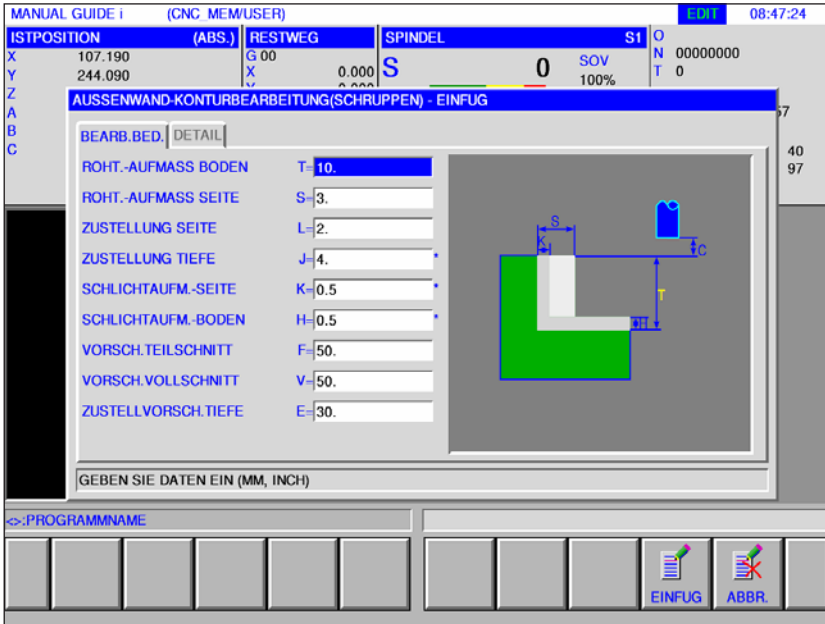 MANUAL GUIDE i (CNC_MEM/USER) EDIT 08:47:24
ISTPOSITION (ABS.) RESTWEG SPINDEL S1 O
X 107.190 G 00 N 00000000
Y 244.090 X 0.000 S 0 SOV T 0
100%
Z
A
B
C
40
97
AUSSENWAND-KONTURBEARBEITUNG(SCHRUPPEN) - EINFUG
BEARB.BED. DETAIL
ROHT.-AUFMASS BODEN T=10.
ROHT.-AUFMASS SEITE S=3.
ZUSTELLUNG SEITE L=2.
ZUSTELLUNG TIEFE J=4. *
SCHLICHTAUFM.-SEITE K=0.5 *
SCHLICHTAUFM.-BODEN H=0.5 *
VORSCH.TEILSCHNITT F=50.
VORSCH.VOLLSCHNITT V=50.
ZUSTELLVORSCH.TIEFE E=30.
S
K
C
T
H
GEBEN SIE DATEN EIN (MM, INCH)
<>:PROGRAMMNAME
EINFUG ABBR.